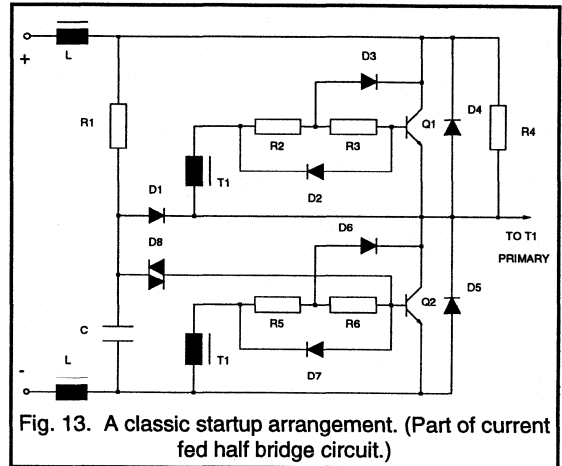 L
+
D3
R1
R2
R3
Q1
D4
R4
D1
T1
D2
D8
D6
TO T1
PRIMARY
C
R5
R6
Q2
D5
L
T1
D7
-
Fig. 13. A classic startup arrangement. (Part of current
fed half bridge circuit.)